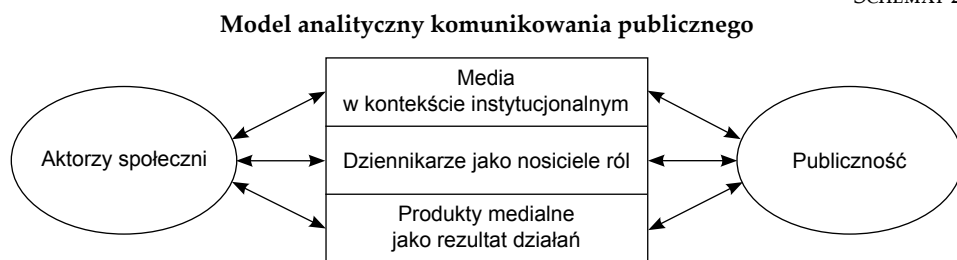 SCHEMAT 2
Model analityczny komunikowania publicznego
Media
w kontekście instytucjonalnym
Aktorzy społeczni
Dziennikarze jako nosiciele ról
Publiczność
Produkty medialne
jako rezultat działań